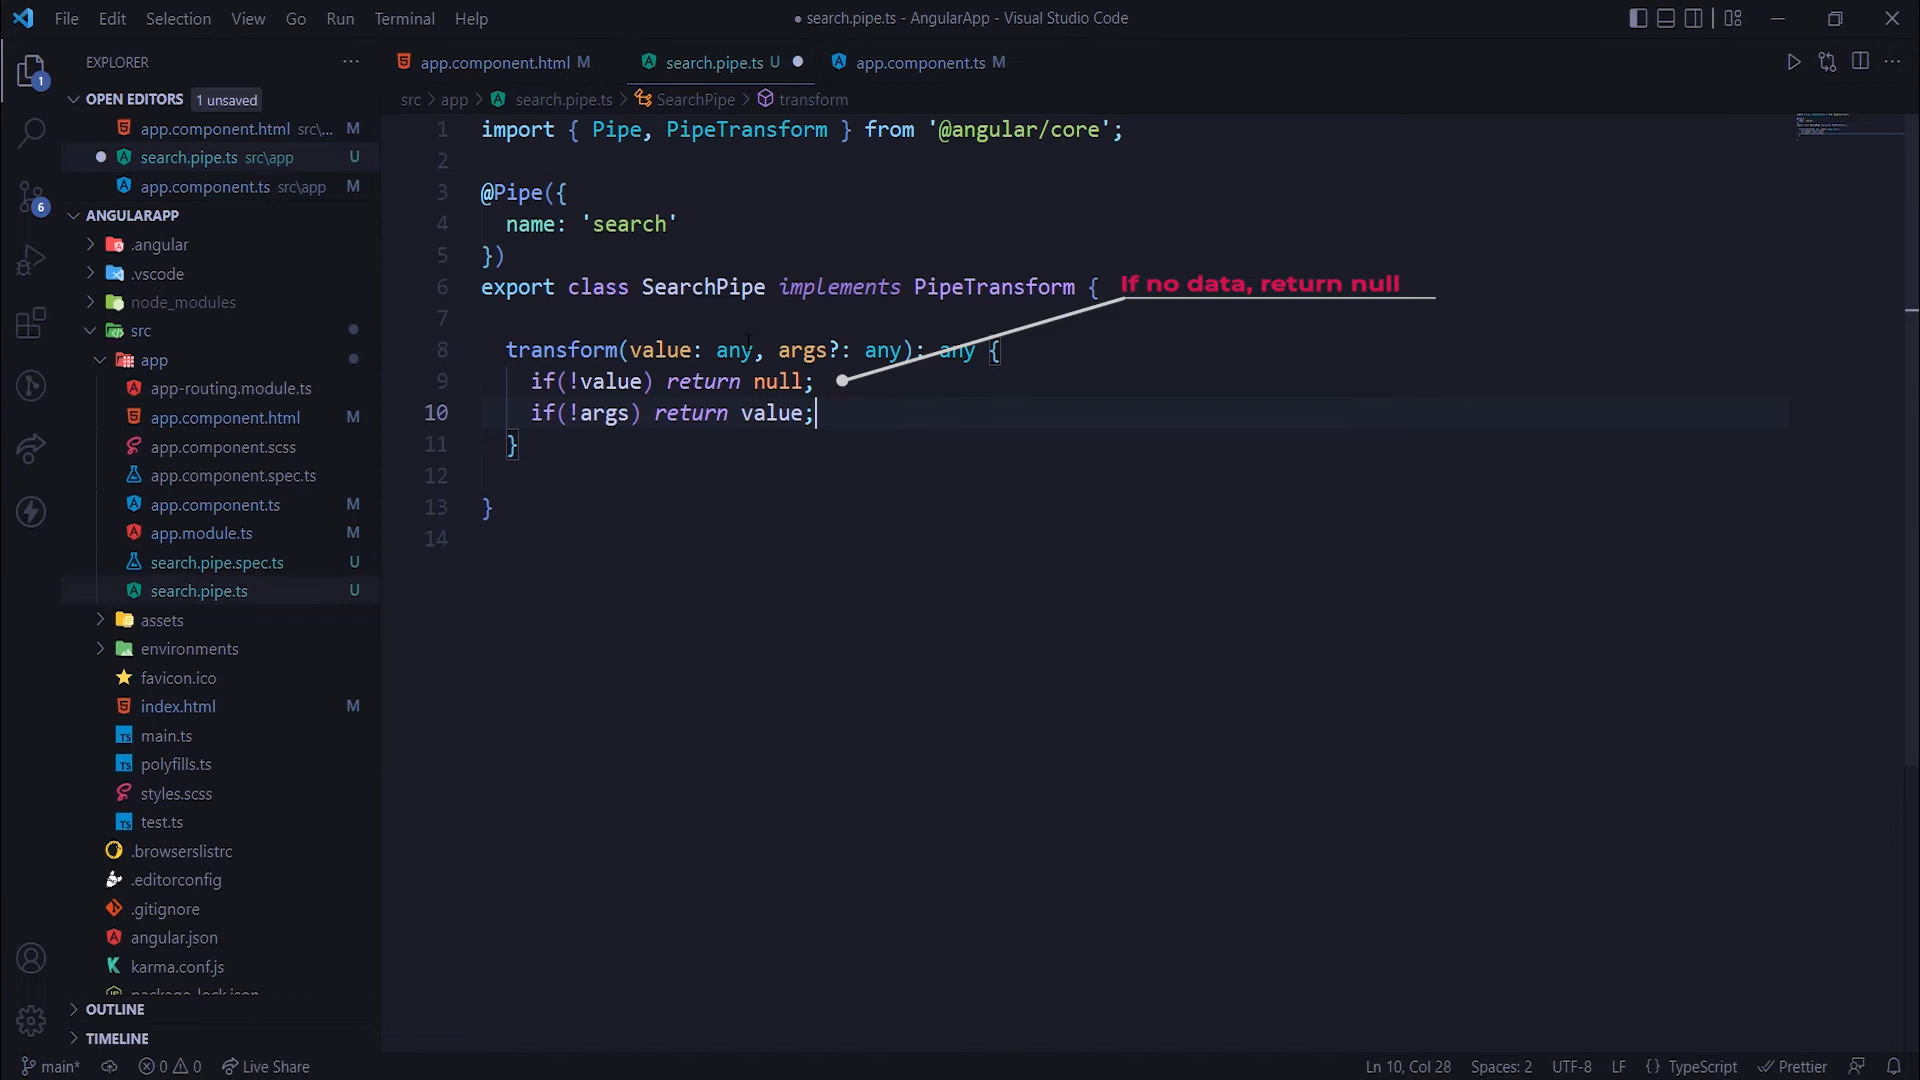 File Edit Selection View Go Run Terminal Help
● search.pipe.ts - AngularApp - Visual Studio Code
EXPLORER
app.component.html M
search.pipe.ts U
app.component.ts M
OPEN EDITORS 1 unsaved
src > app > search.pipe.ts > SearchPipe > transform
app.component.html src\... M
search.pipe.ts src\app U
app.component.ts src\app M
ANGULARAPP
.angular
.vscode
node_modules
src
app
app-routing.module.ts
app.component.html M
app.component.scss
app.component.spec.ts
app.component.ts M
app.module.ts M
search.pipe.spec.ts U
search.pipe.ts U
assets
environments
favicon.ico
index.html M
main.ts
polyfills.ts
styles.scss
test.ts
.browserslistrc
.editorconfig
.gitignore
angular.json
karma.conf.js
package-lock.json
OUTLINE
TIMELINE
1
6
1 import { Pipe, PipeTransform } from '@angular/core';
2
3 @Pipe({
4 name: 'search'
5 })
6 export class SearchPipe implements PipeTransform {
If no data, return null
7
8 transform(value: any, args?: any): any {
9 if(!value) return null;
10 if(!args) return value;
11 }
12
13 }
14
main* 0 0 Live Share
Ln 10, Col 28 Spaces: 2 UTF-8 LF {} TypeScript Prettier